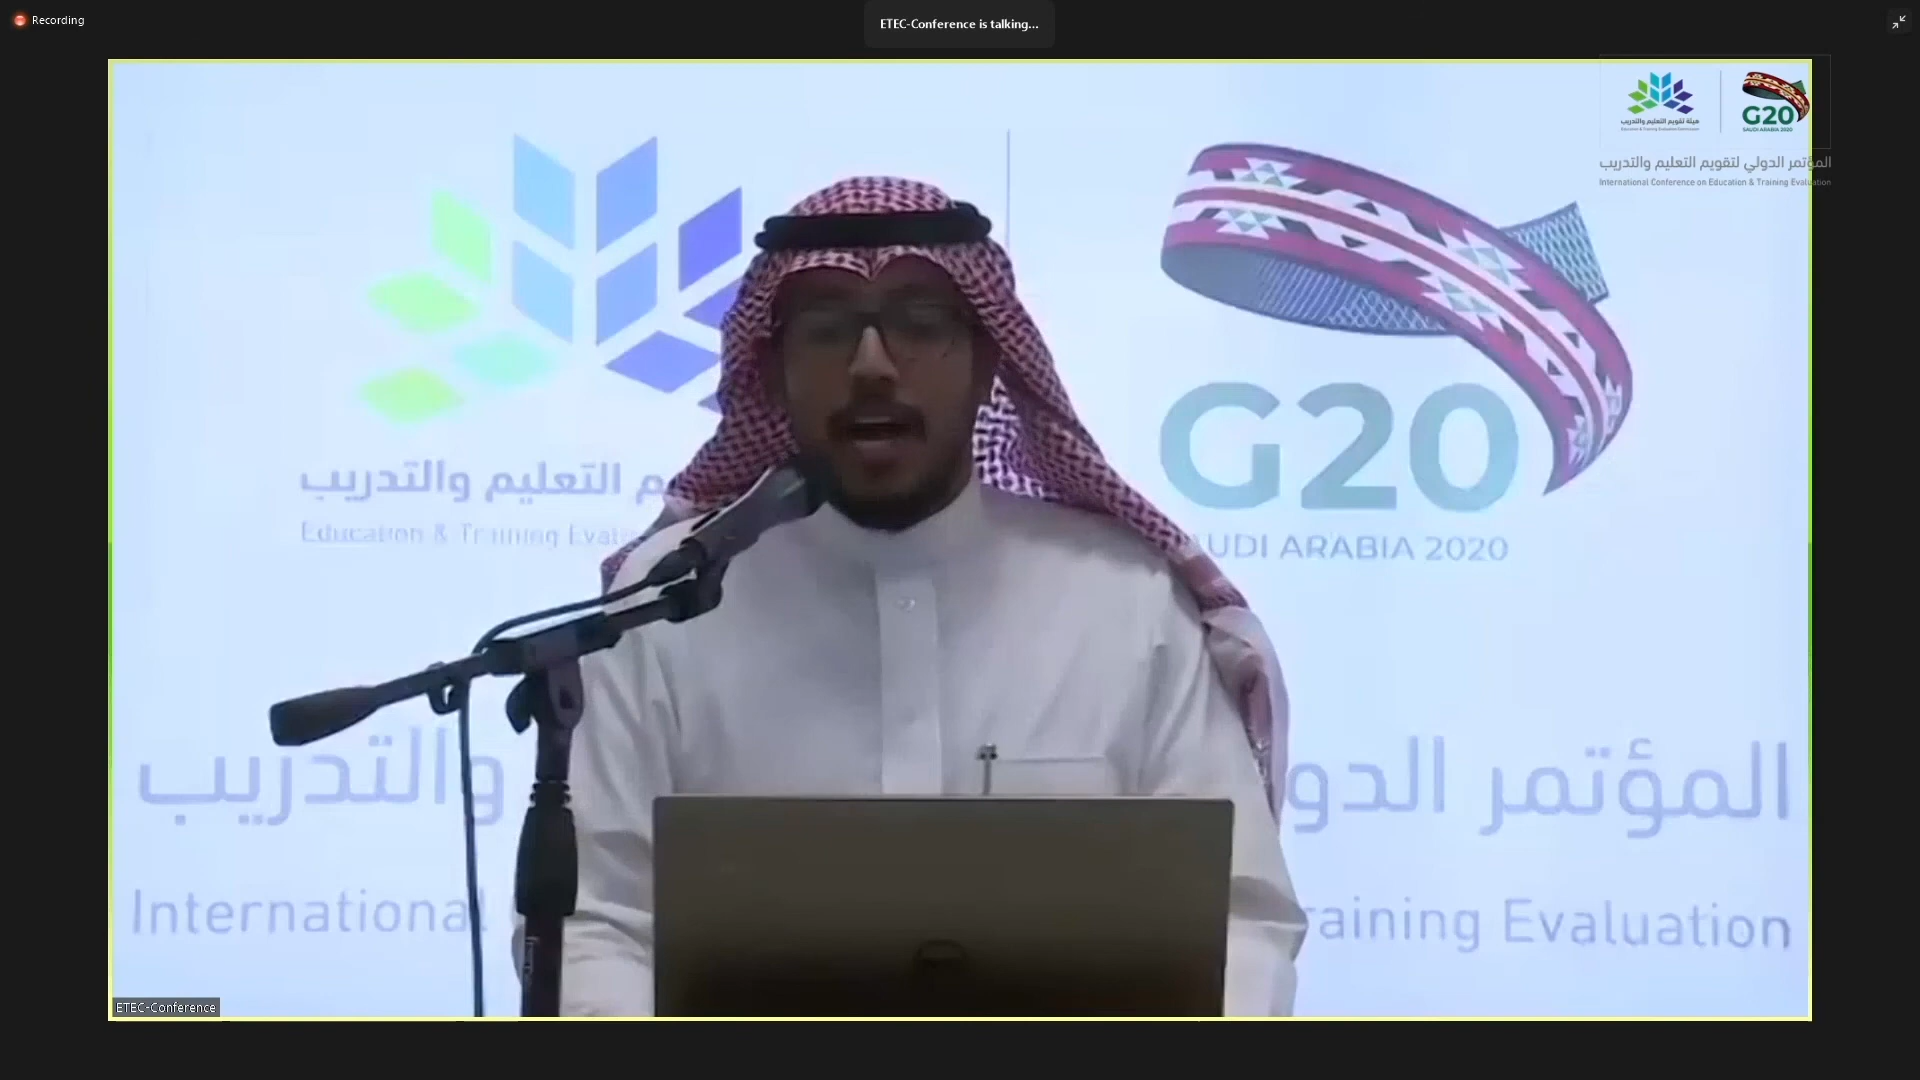 Recording
ETEC-Conference is talking...
هيئة تقويم التعليم والتدريب
G20
SAUDI ARABIA 2020
المؤتمر الدولي لتقويم التعليم والتدريب
International Conference on Education & Training Evaluation
التعليم والتدريب
Education & Training
G20
UDI ARABIA 2020
المؤتمر الدو
والتدريب
International
raining Evaluation
ETEC-Conference